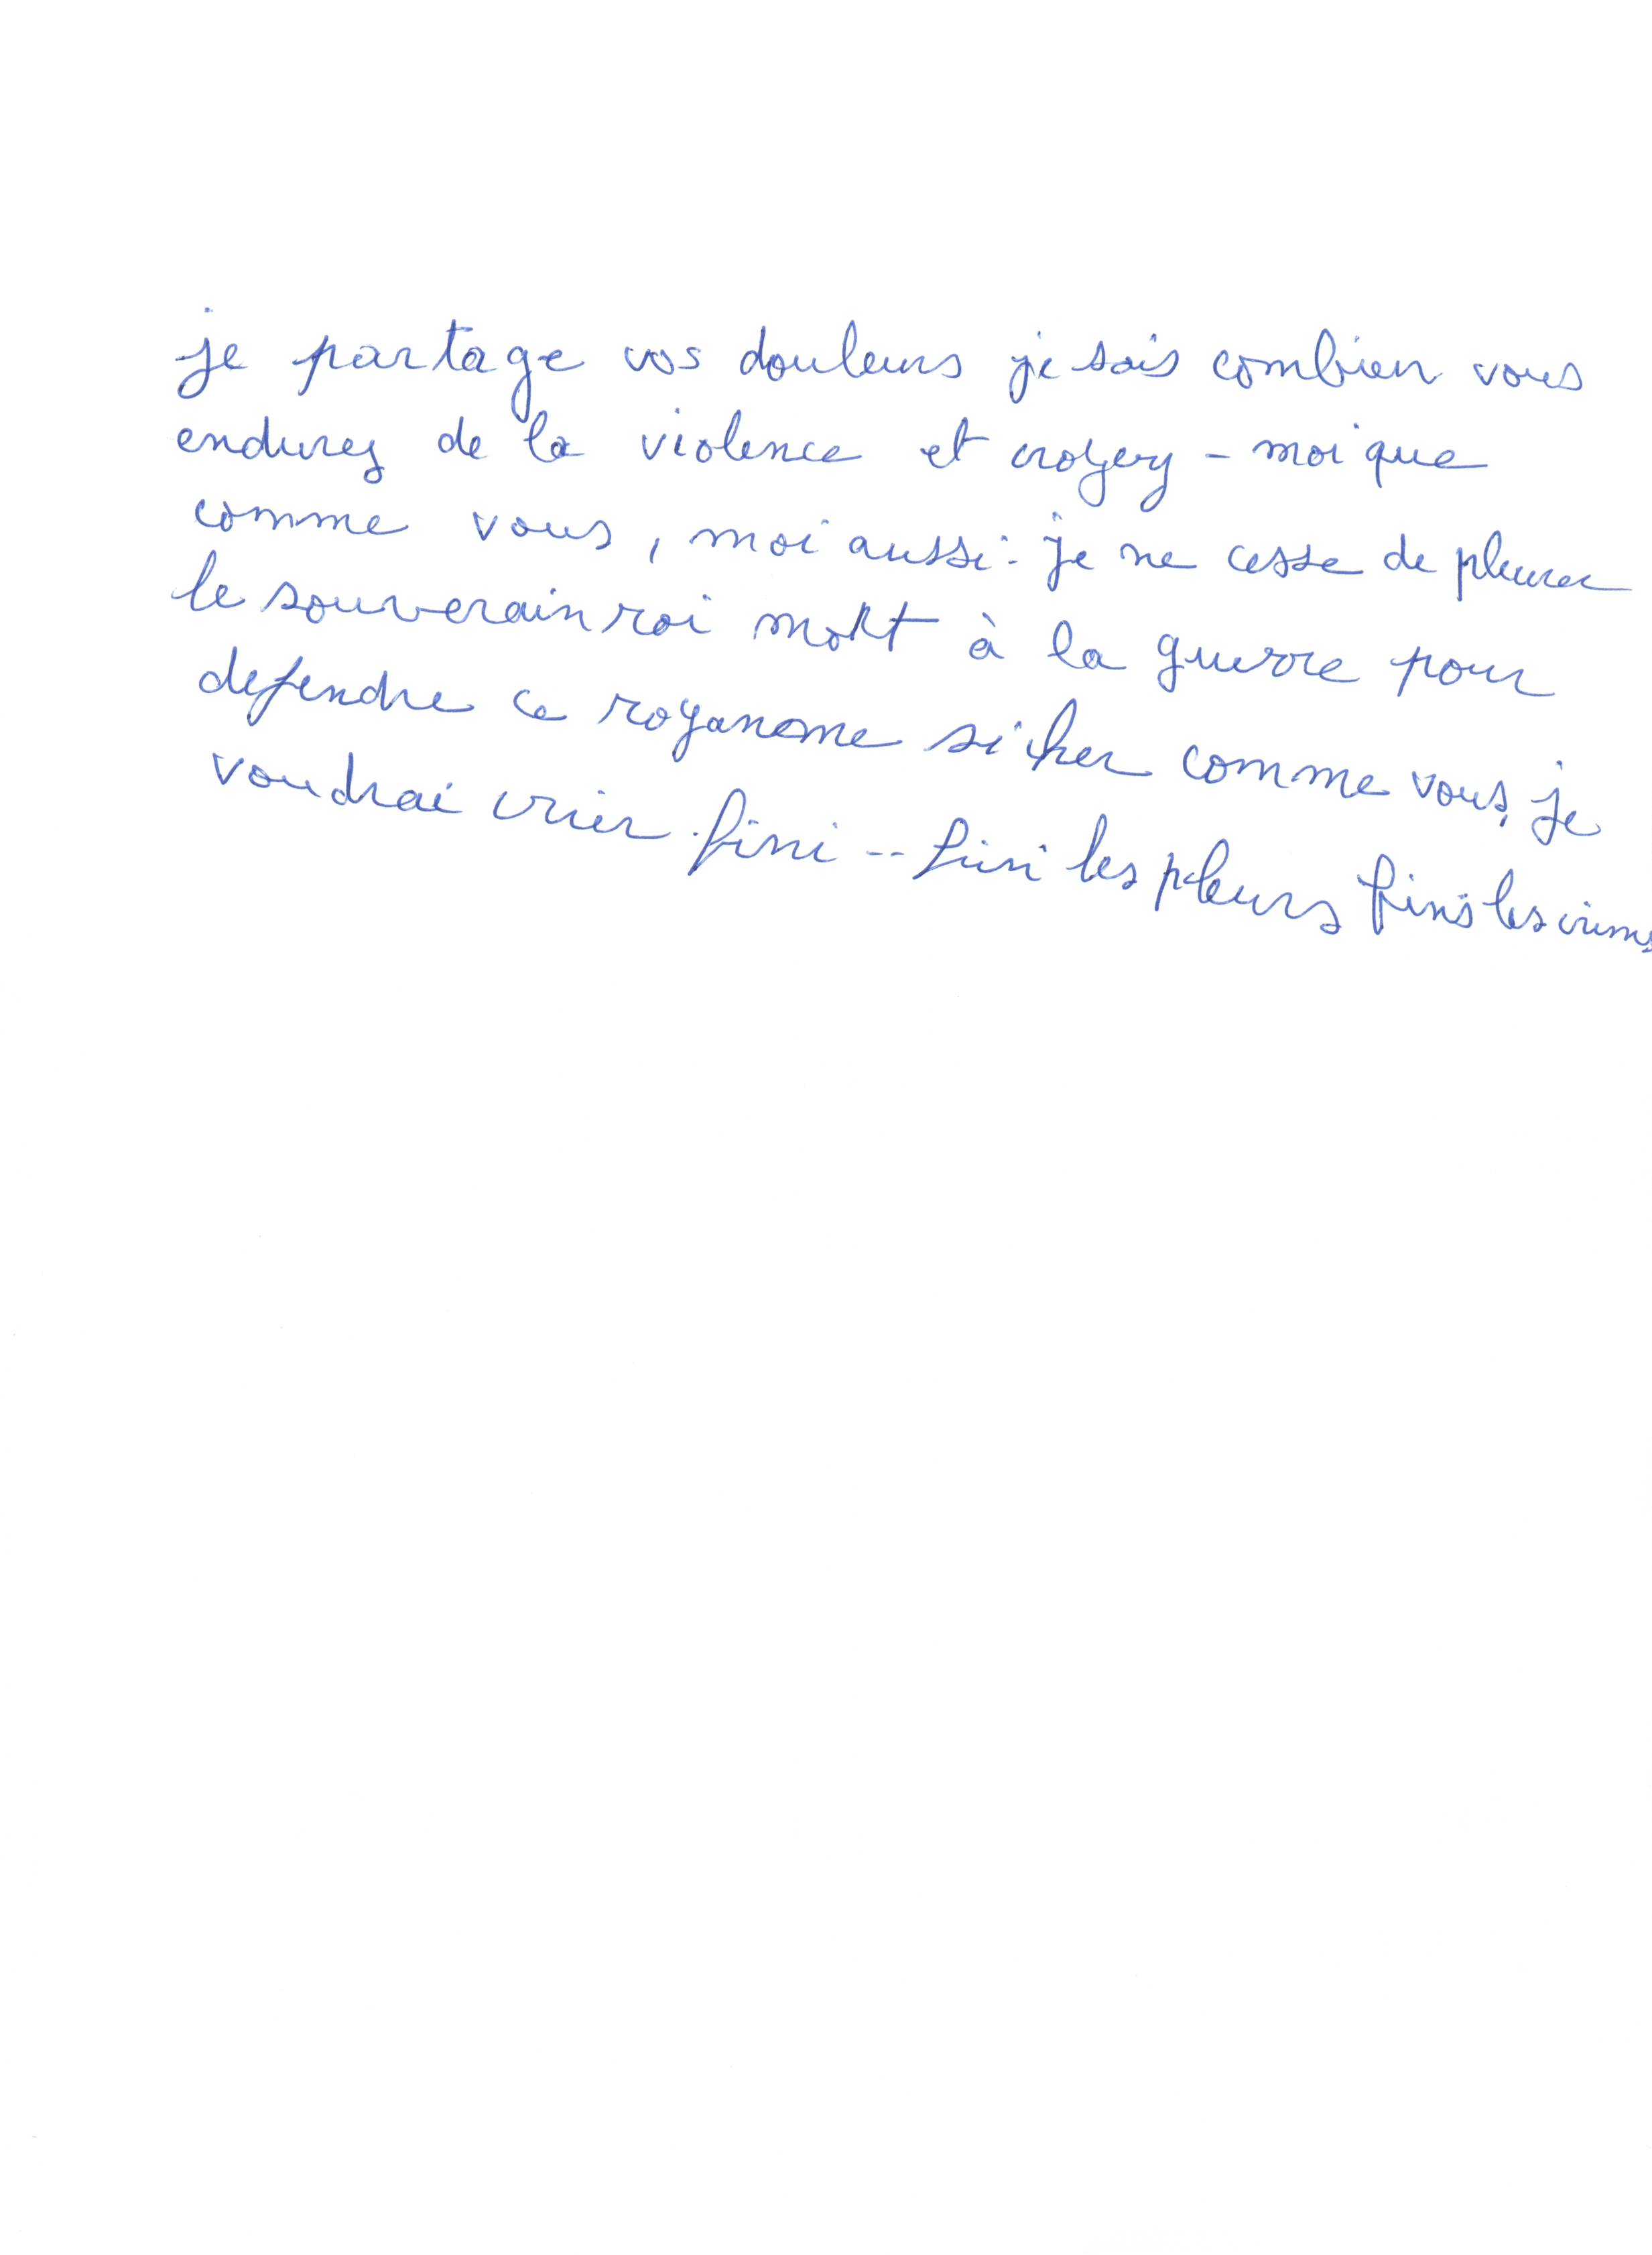 je partage vos douleurs je sais combien vous
endurez de la violence et croyez - moi que
comme vous, moi aussi : je ne cesse de pleurer
le souverain roi mort à la guerre pour
defendre ce royaneme si cher comme vous, je
voudrai crier fini -- fini les pleurs finis les crimes